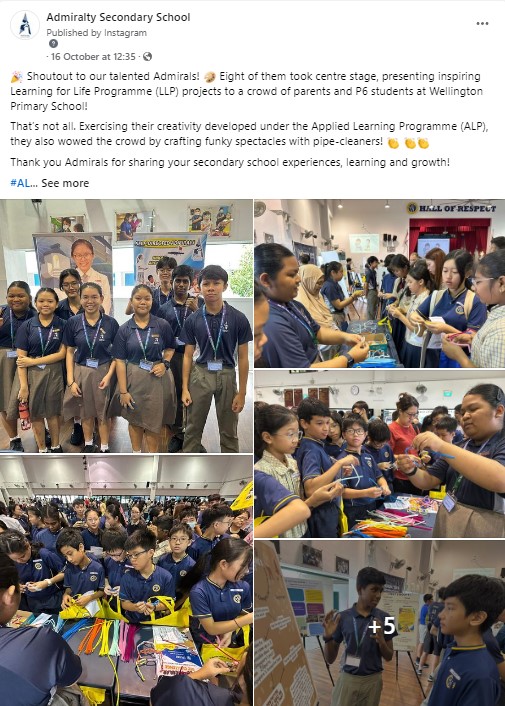 Admiralty Secondary School
Published by Instagram
· 16 October at 12:35 ·
🎉 Shoutout to our talented Admirals! 🪘 Eight of them took centre stage, presenting inspiring
Learning for Life Programme (LLP) projects to a crowd of parents and P6 students at Wellington
Primary School!
That's not all. Exercising their creativity developed under the Applied Learning Programme (ALP),
they also wowed the crowd by crafting funky spectacles with pipe-cleaners! 👏 👏👏
Thank you Admirals for sharing your secondary school experiences, learning and growth!
#AL... See more
HALL OF RESPECT
+5